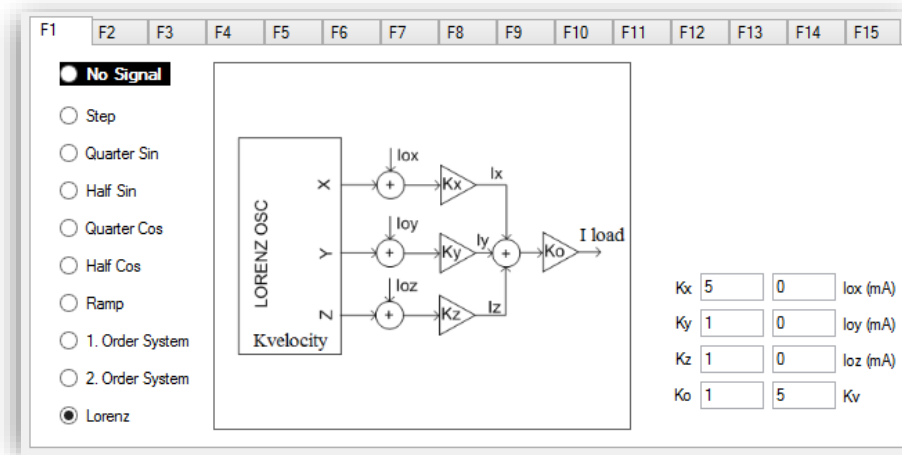 F1 F2 F3 F4 F5 F6 F7 F8 F9 F10 F11 F12 F13 F14 F15
No Signal
Step
Quarter Sin
Half Sin
Quarter Cos
Half Cos
Ramp
1. Order System
2. Order System
Lorenz
LORENZ OSC
X
Y
Z
Kvelocity
Iox
+
Kx
Ix
Ioy
+
Ky
Iy
+
Ko
I load
Ioz
+
Kz
Iz
Kx 5 0 Iox (mA)
Ky 1 0 Ioy (mA)
Kz 1 0 Ioz (mA)
Ko 1 5 Kv